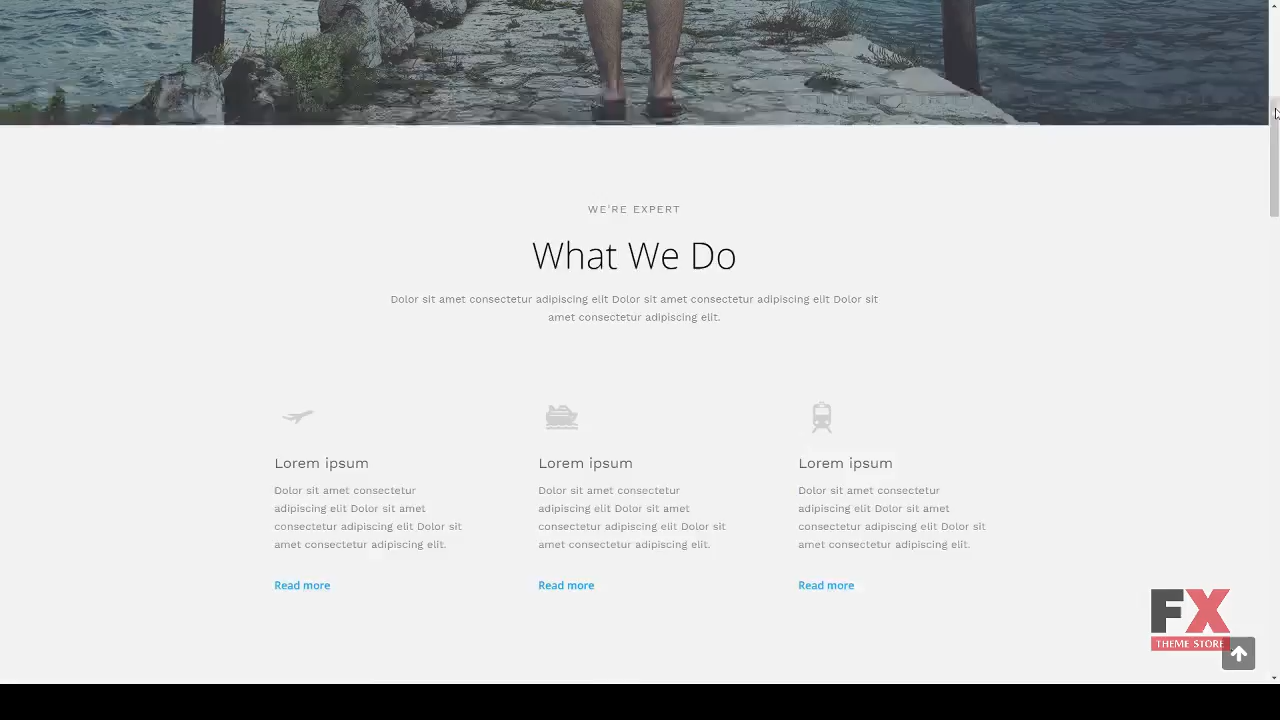 WE'RE EXPERT
What We Do
Dolor sit amet consectetur adipiscing elit Dolor sit amet consectetur adipiscing elit Dolor sit
amet consectetur adipiscing elit.
Lorem ipsum
Dolor sit amet consectetur
adipiscing elit Dolor sit amet
consectetur adipiscing elit Dolor sit
amet consectetur adipiscing elit.
Read more
Lorem ipsum
Dolor sit amet consectetur
adipiscing elit Dolor sit amet
consectetur adipiscing elit Dolor sit
amet consectetur adipiscing elit.
Read more
Lorem ipsum
Dolor sit amet consectetur
adipiscing elit Dolor sit amet
consectetur adipiscing elit Dolor sit
amet consectetur adipiscing elit.
Read more
FX
THEME STORE